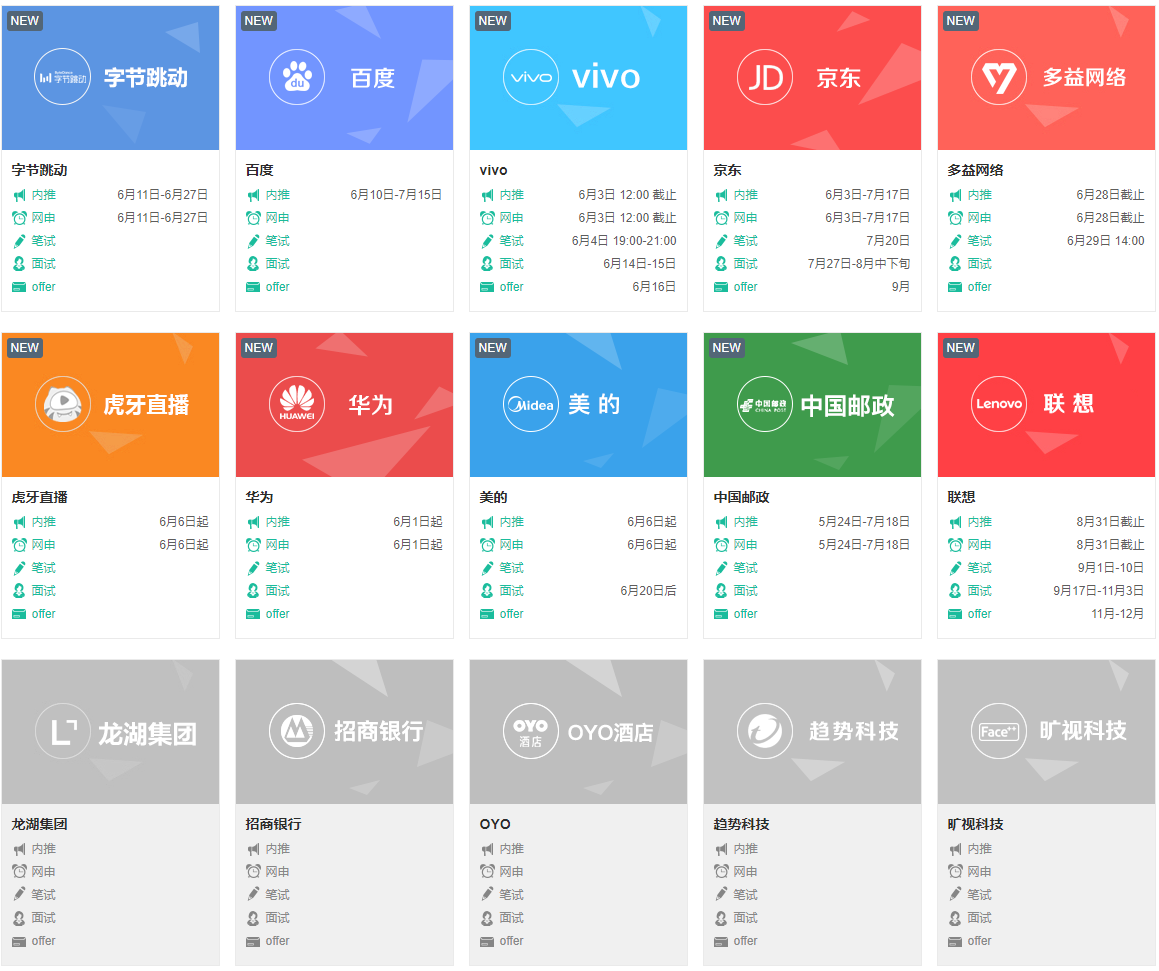 NEW
字节跳动
字节跳动
字节跳动
内推 6月11日-6月27日
网申 6月11日-6月27日
笔试
面试
offer
NEW
du
百度
百度
内推 6月10日-7月15日
网申
笔试
面试
offer
NEW
vivo
vivo
vivo
内推 6月3日 12:00 截止
网申 6月3日 12:00 截止
笔试 6月4日 19:00-21:00
面试 6月14日-15日
offer 6月16日
NEW
JD
京东
京东
内推 6月3日-7月17日
网申 6月3日-7月17日
笔试 7月20日
面试 7月27日-8月中下旬
offer 9月
NEW
多益网络
多益网络
内推 6月28日截止
网申 6月28日截止
笔试 6月29日 14:00
面试
offer
NEW
虎牙直播
虎牙直播
内推 6月6日起
网申 6月6日起
笔试
面试
offer
NEW
HUAWEI
华为
华为
内推 6月1日起
网申 6月1日起
笔试
面试
offer
NEW
Midea
美的
美的
内推 6月6日起
网申 6月6日起
笔试
面试 6月20日后
offer
NEW
中国邮政
CHINA POST
中国邮政
中国邮政
内推 5月24日-7月18日
网申 5月24日-7月18日
笔试
面试
offer
NEW
Lenovo
联想
联想
内推 8月31日截止
网申 8月31日截止
笔试 9月1日-10日
面试 9月17日-11月3日
offer 11月-12月
龙湖集团
龙湖集团
内推
网申
笔试
面试
offer
招商银行
招商银行
内推
网申
笔试
面试
offer
OYO
酒店
OYO酒店
OYO
内推
网申
笔试
面试
offer
趋势科技
趋势科技
内推
网申
笔试
面试
offer
Face++
旷视科技
旷视科技
内推
网申
笔试
面试
offer